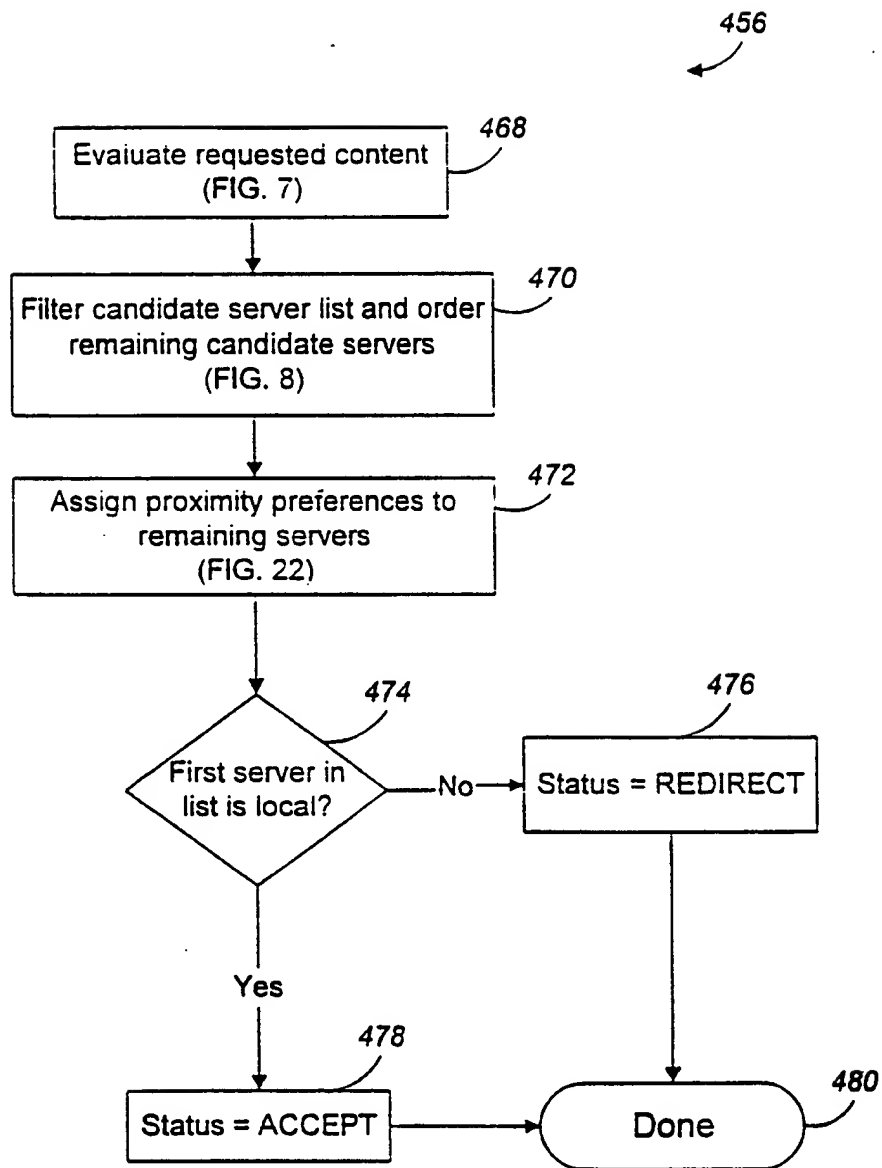 456
468
Evaluate requested content
(FIG. 7)
470
Filter candidate server list and order
remaining candidate servers
(FIG. 8)
472
Assign proximity preferences to
remaining servers
(FIG. 22)
474
First server in
list is local?
No
476
Status = REDIRECT
Yes
478
Status = ACCEPT
480
Done